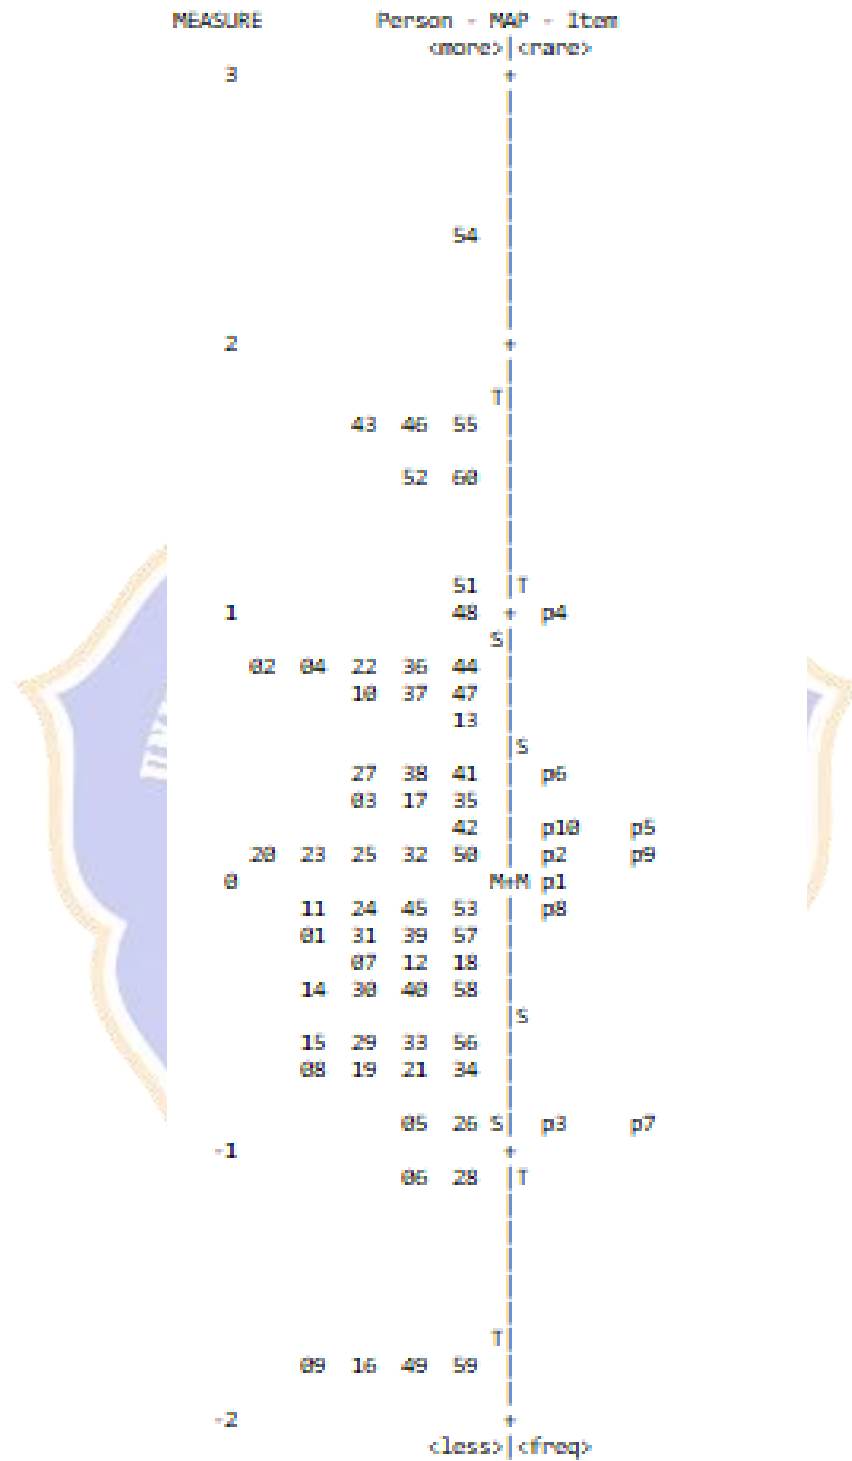 MEASURE Person - MAP - Item
<more>|<rare>
3 +
|
|
|
|
|
54 |
|
|
|
2 +
|
T|
43 46 55 |
|
52 60 |
|
|
|
51 |T
1 48 + p4
S|
02 04 22 36 44 |
10 37 47 |
13 |
|S
27 38 41 | p6
03 17 35 |
42 | p10 p5
20 23 25 32 50 | p2 p9
0 M+M p1
11 24 45 53 | p8
01 31 39 57 |
07 12 18 |
14 30 40 58 |
|S
15 29 33 56 |
08 19 21 34 |
|
05 26 S| p3 p7
-1 +
06 28 |T
|
|
|
|
|
T|
09 16 49 59 |
|
-2 +
<less>|<freq>